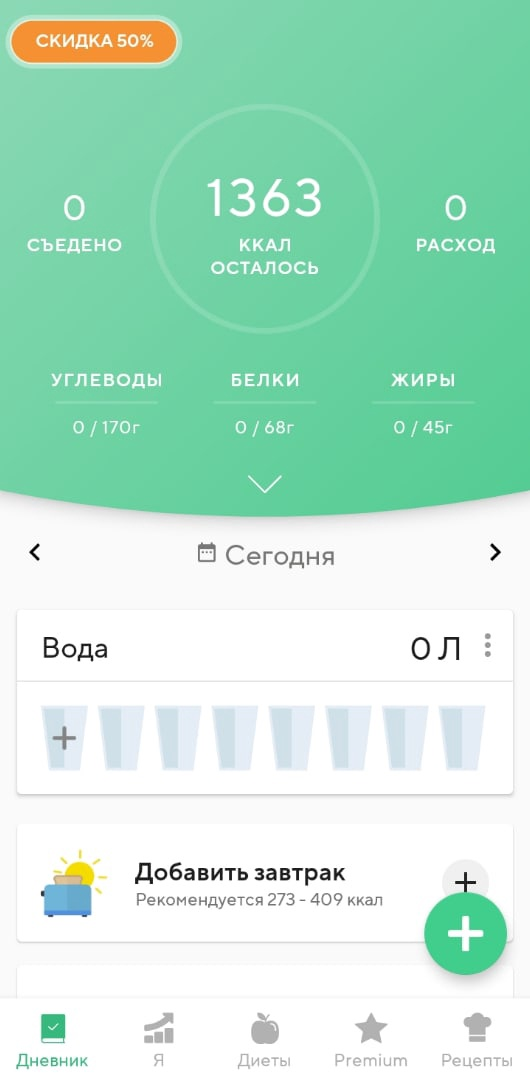 СКИДКА 50%
0
СЪЕДЕНО
1363
ККАЛ
ОСТАЛОСЬ
0
РАСХОД
УГЛЕВОДЫ
0 / 170г
БЕЛКИ
0 / 68г
ЖИРЫ
0 / 45г
Сегодня
Вода
0 Л
Добавить завтрак
Рекомендуется 273 - 409 ккал
Дневник
Я
Диеты
Premium
Рецепты